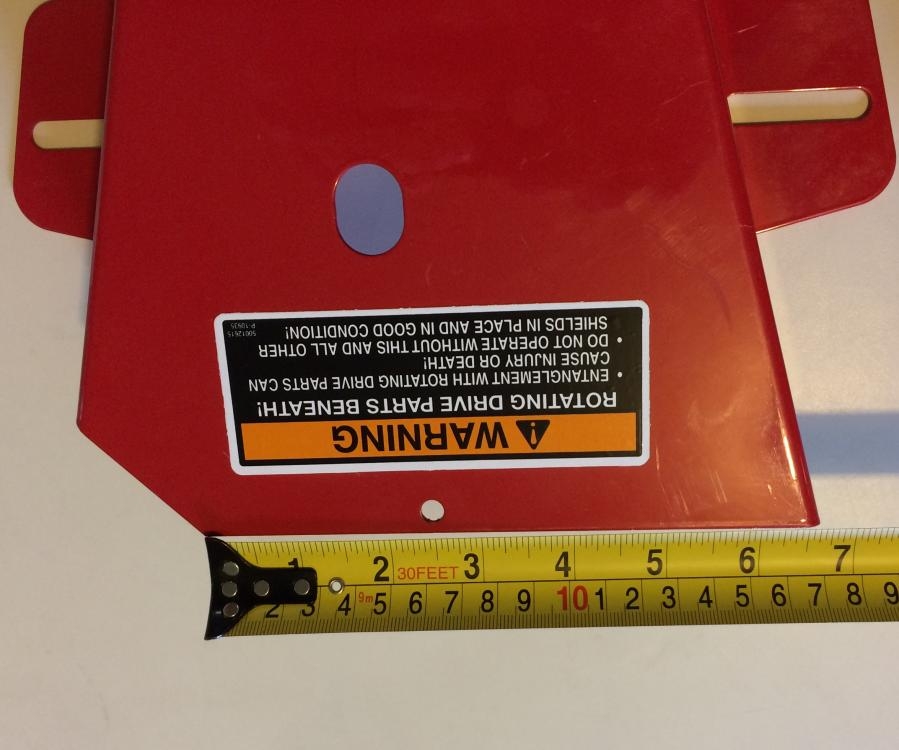 WARNING
ROTATING DRIVE PARTS BENEATH!
• ENTANGLEMENT WITH ROTATING DRIVE PARTS CAN
CAUSE INJURY OR DEATH!
• DO NOT OPERATE WITHOUT THIS AND ALL OTHER
SHIELDS IN PLACE AND IN GOOD CONDITION!
50012615
P-10935
1 2 30FEET 3 4 5 6 7
2 3 4 9m 5 6 7 8 9 10 1 2 3 4 5 6 7 8 9